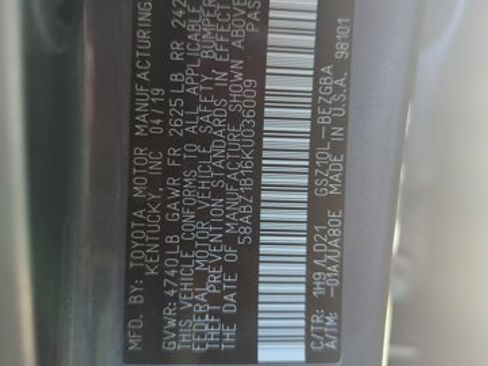 MFD. BY: TOYOTA MOTOR MANUFACTURING
KENTUCKY, INC 04/19
GVWR: 4740LB GAWR FR 2625LB RR 242
THIS VEHICLE CONFORMS TO ALL APPLICABLE
FEDERAL MOTOR VEHICLE SAFETY, BUMPER
THEFT PREVENTION STANDARDS IN EFFECT
THE DATE OF MANUFACTURE SHOWN ABOVE
58ABZ1B16KU036009 PAS
C/TR: 1H9/LD21 GSZ10L-BEZGBA
A/TM: -01A/UA80E MADE IN U.S.A. 98101